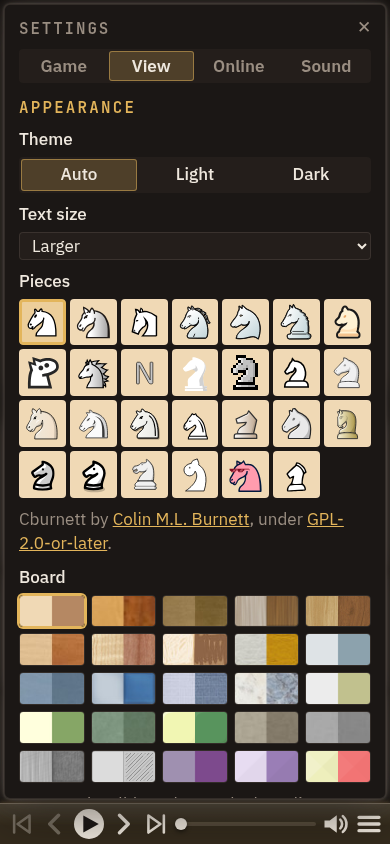 SETTINGS
Game View Online Sound
APPEARANCE
Theme
Auto Light Dark
Text size
Larger
Pieces
N
Cburnett by Colin M.L. Burnett, under GPL-
2.0-or-later.
Board